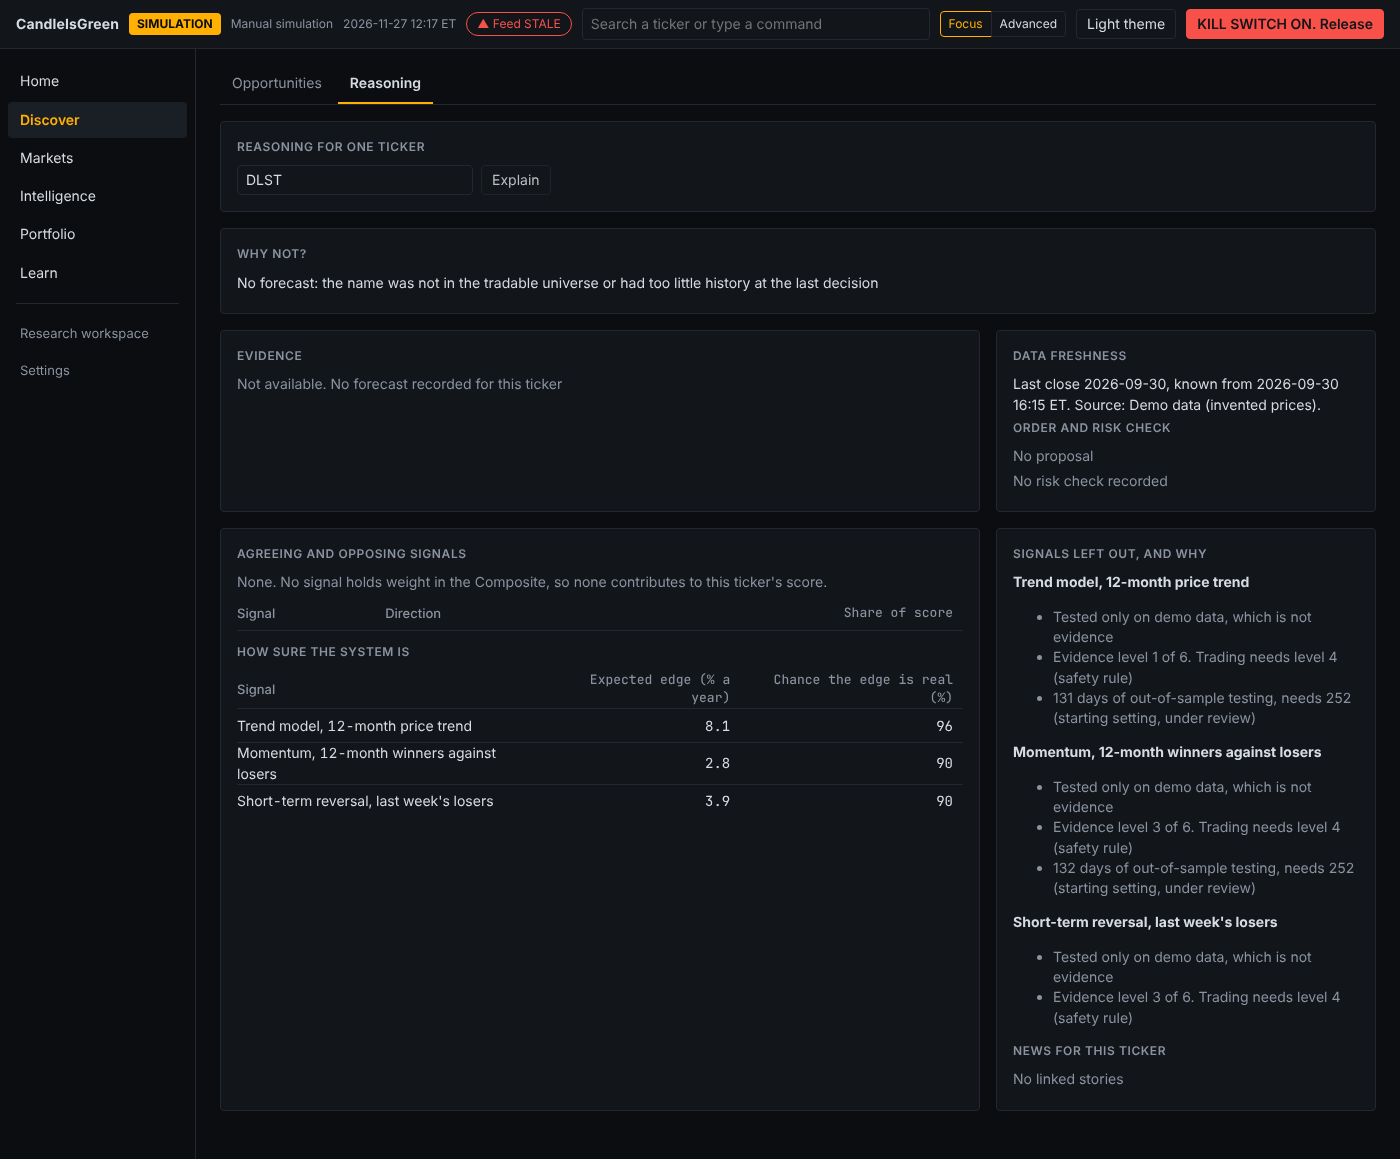 CandleIsGreen
SIMULATION
Manual simulation
2026-11-27 12:17 ET
▲ Feed STALE
Search a ticker or type a command
Focus
Advanced
Light theme
KILL SWITCH ON. Release
Home
Discover
Markets
Intelligence
Portfolio
Learn
Research workspace
Settings
Opportunities
Reasoning
REASONING FOR ONE TICKER
DLST
Explain
WHY NOT?
No forecast: the name was not in the tradable universe or had too little history at the last decision
EVIDENCE
Not available. No forecast recorded for this ticker
DATA FRESHNESS
Last close 2026-09-30, known from 2026-09-30
16:15 ET. Source: Demo data (invented prices).
ORDER AND RISK CHECK
No proposal
No risk check recorded
AGREEING AND OPPOSING SIGNALS
None. No signal holds weight in the Composite, so none contributes to this ticker's score.
Signal
Direction
Share of score
HOW SURE THE SYSTEM IS
Signal
Expected edge (% a
year)
Chance the edge is real
(%)
Trend model, 12-month price trend
8.1
96
Momentum, 12-month winners against
losers
2.8
90
Short-term reversal, last week's losers
3.9
90
SIGNALS LEFT OUT, AND WHY
Trend model, 12-month price trend
• Tested only on demo data, which is not
evidence
• Evidence level 1 of 6. Trading needs level 4
(safety rule)
• 131 days of out-of-sample testing, needs 252
(starting setting, under review)
Momentum, 12-month winners against losers
• Tested only on demo data, which is not
evidence
• Evidence level 3 of 6. Trading needs level 4
(safety rule)
• 132 days of out-of-sample testing, needs 252
(starting setting, under review)
Short-term reversal, last week's losers
• Tested only on demo data, which is not
evidence
• Evidence level 3 of 6. Trading needs level 4
(safety rule)
NEWS FOR THIS TICKER
No linked stories